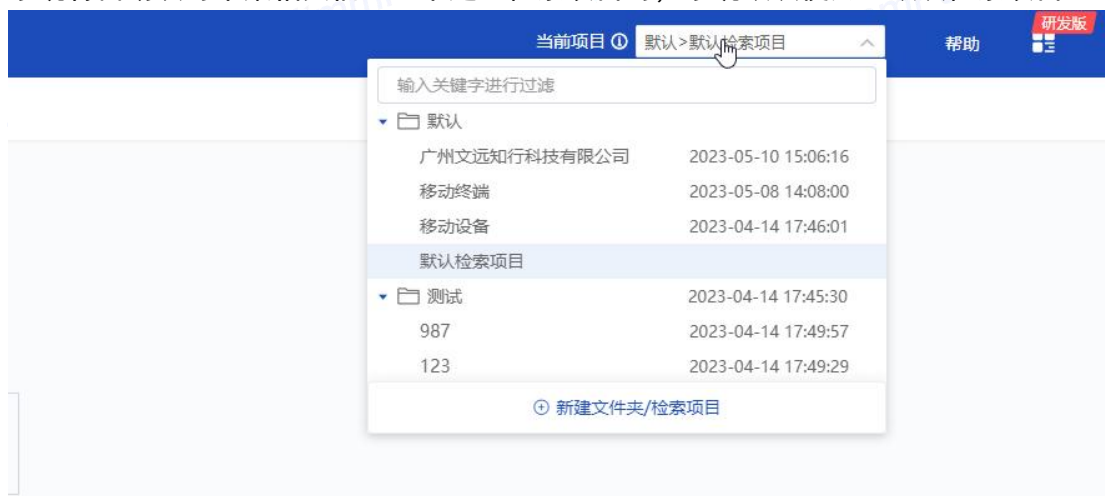 当前项目 默认>默认检索项目 帮助 研发版
输入关键字进行过滤
默认
广州文远知行科技有限公司 2023-05-10 15:06:16
移动终端 2023-05-08 14:08:00
移动设备 2023-04-14 17:46:01
默认检索项目
测试 2023-04-14 17:45:30
987 2023-04-14 17:49:57
123 2023-04-14 17:49:29
新建文件夹/检索项目